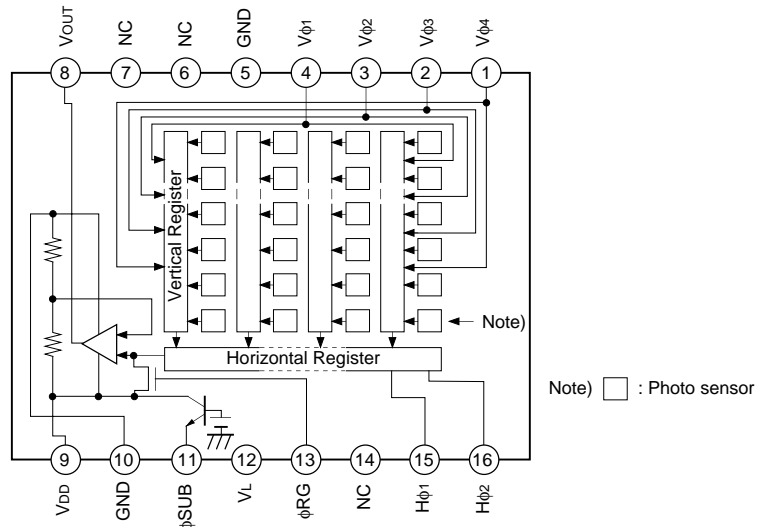 VOUT
NC
NC
GND
Vϕ1
Vϕ2
Vϕ3
Vϕ4
8
7
6
5
4
3
2
1
Vertical Register
Note)
Horizontal Register
Note) : Photo sensor
9
10
11
12
13
14
15
16
VDD
GND
ϕSUB
VL
ϕRG
NC
Hϕ1
Hϕ2